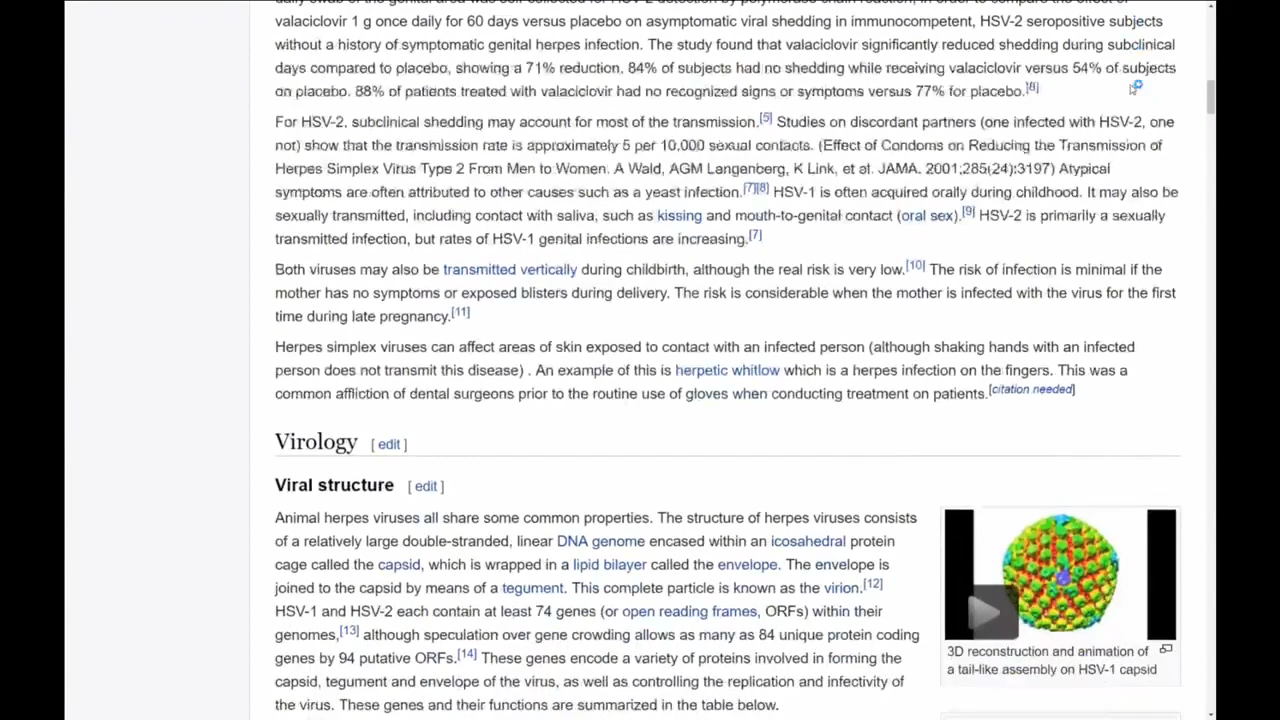 daily swab of the genital area was self-collected for HSV-2 detection by polymerase chain reaction, in order to compare the effect of
valaciclovir 1 g once daily for 60 days versus placebo on asymptomatic viral shedding in immunocompetent, HSV-2 seropositive subjects
without a history of symptomatic genital herpes infection. The study found that valaciclovir significantly reduced shedding during subclinical
days compared to placebo, showing a 71% reduction. 84% of subjects had no shedding while receiving valaciclovir versus 54% of subjects
on placebo. 88% of patients treated with valaciclovir had no recognized signs or symptoms versus 77% for placebo.[6]
For HSV-2, subclinical shedding may account for most of the transmission.[5] Studies on discordant partners (one infected with HSV-2, one
not) show that the transmission rate is approximately 5 per 10,000 sexual contacts. (Effect of Condoms on Reducing the Transmission of
Herpes Simplex Virus Type 2 From Men to Women. A Wald, AGM Langenberg, K Link, et al. JAMA. 2001;285(24):3197) Atypical
symptoms are often attributed to other causes such as a yeast infection.[7][8] HSV-1 is often acquired orally during childhood. It may also be
sexually transmitted, including contact with saliva, such as kissing and mouth-to-genital contact (oral sex).[9] HSV-2 is primarily a sexually
transmitted infection, but rates of HSV-1 genital infections are increasing.[7]
Both viruses may also be transmitted vertically during childbirth, although the real risk is very low.[10] The risk of infection is minimal if the
mother has no symptoms or exposed blisters during delivery. The risk is considerable when the mother is infected with the virus for the first
time during late pregnancy.[11]
Herpes simplex viruses can affect areas of skin exposed to contact with an infected person (although shaking hands with an infected
person does not transmit this disease) . An example of this is herpetic whitlow which is a herpes infection on the fingers. This was a
common affliction of dental surgeons prior to the routine use of gloves when conducting treatment on patients.[citation needed]
Virology [ edit ]
Viral structure [ edit ]
Animal herpes viruses all share some common properties. The structure of herpes viruses consists
of a relatively large double-stranded, linear DNA genome encased within an icosahedral protein
cage called the capsid, which is wrapped in a lipid bilayer called the envelope. The envelope is
joined to the capsid by means of a tegument. This complete particle is known as the virion.[12]
HSV-1 and HSV-2 each contain at least 74 genes (or open reading frames, ORFs) within their
genomes,[13] although speculation over gene crowding allows as many as 84 unique protein coding
genes by 94 putative ORFs.[14] These genes encode a variety of proteins involved in forming the
capsid, tegument and envelope of the virus, as well as controlling the replication and infectivity of
the virus. These genes and their functions are summarized in the table below.
3D reconstruction and animation of
a tail-like assembly on HSV-1 capsid